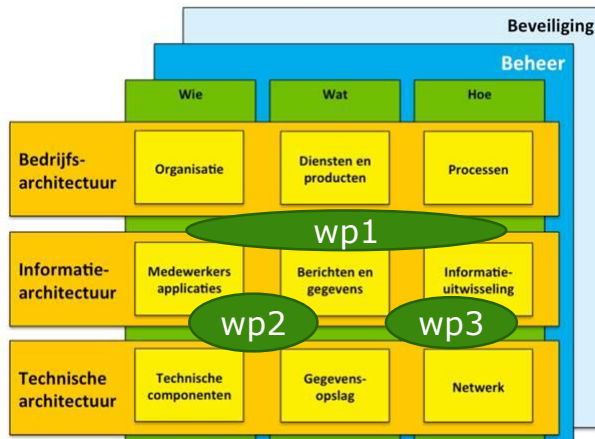 Beveiliging
Beheer
Wie
Wat
Hoe
Bedrijfs-
architectuur
Organisatie
Diensten en
producten
Processen
wp1
Informatie-
architectuur
Medewerkers
applicaties
Berichten en
gegevens
Informatie-
uitwisseling
wp2
wp3
Technische
architectuur
Technische
componenten
Gegevens-
opslag
Netwerk